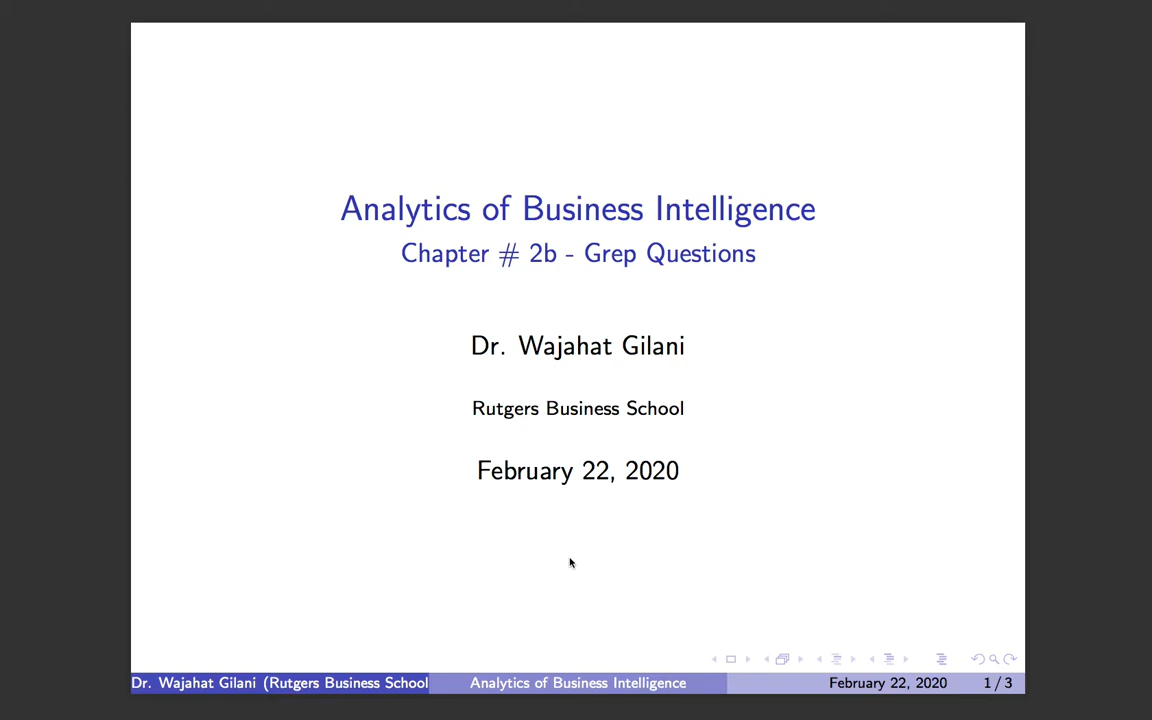 Analytics of Business Intelligence
Chapter # 2b - Grep Questions
Dr. Wajahat Gilani
Rutgers Business School
February 22, 2020
Dr. Wajahat Gilani (Rutgers Business School Analytics of Business Intelligence February 22, 2020 1 / 3